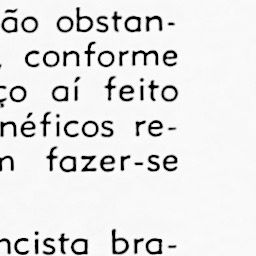 ão obstan-
, conforme
ço aí feito
néficos re-
m fazer-se
ncista bra-